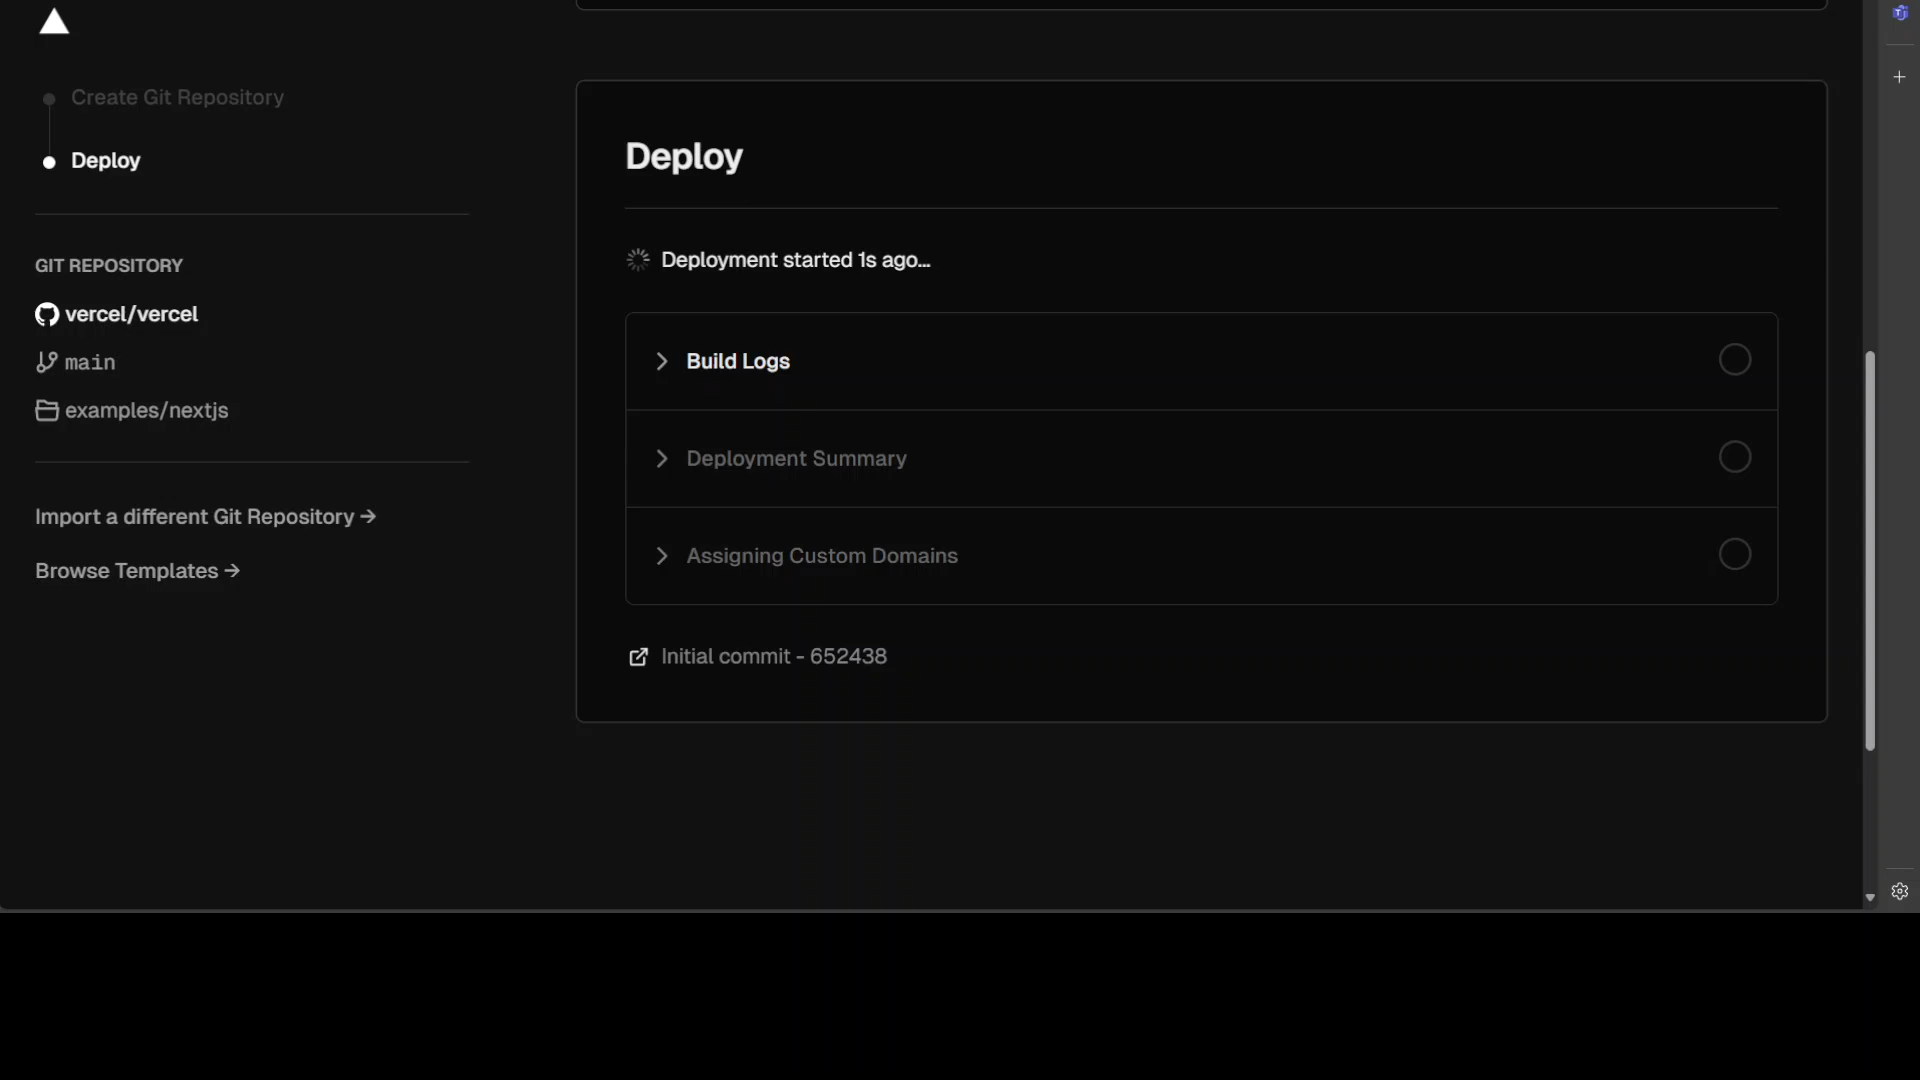 Create Git Repository
Deploy
GIT REPOSITORY
vercel/vercel
main
examples/nextjs
Import a different Git Repository →
Browse Templates →
Deploy
Deployment started 1s ago...
Build Logs
Deployment Summary
Assigning Custom Domains
Initial commit - 652438